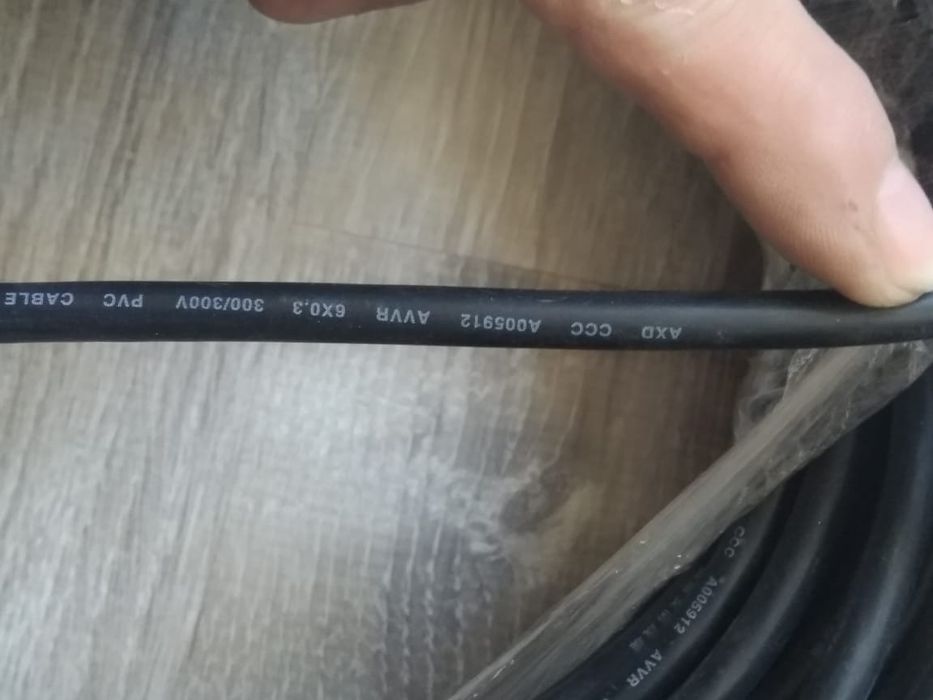 AXD CCC A005912 AVVR 6X0.3 300/300V PVC CABLE
CCC A005912 AVVR